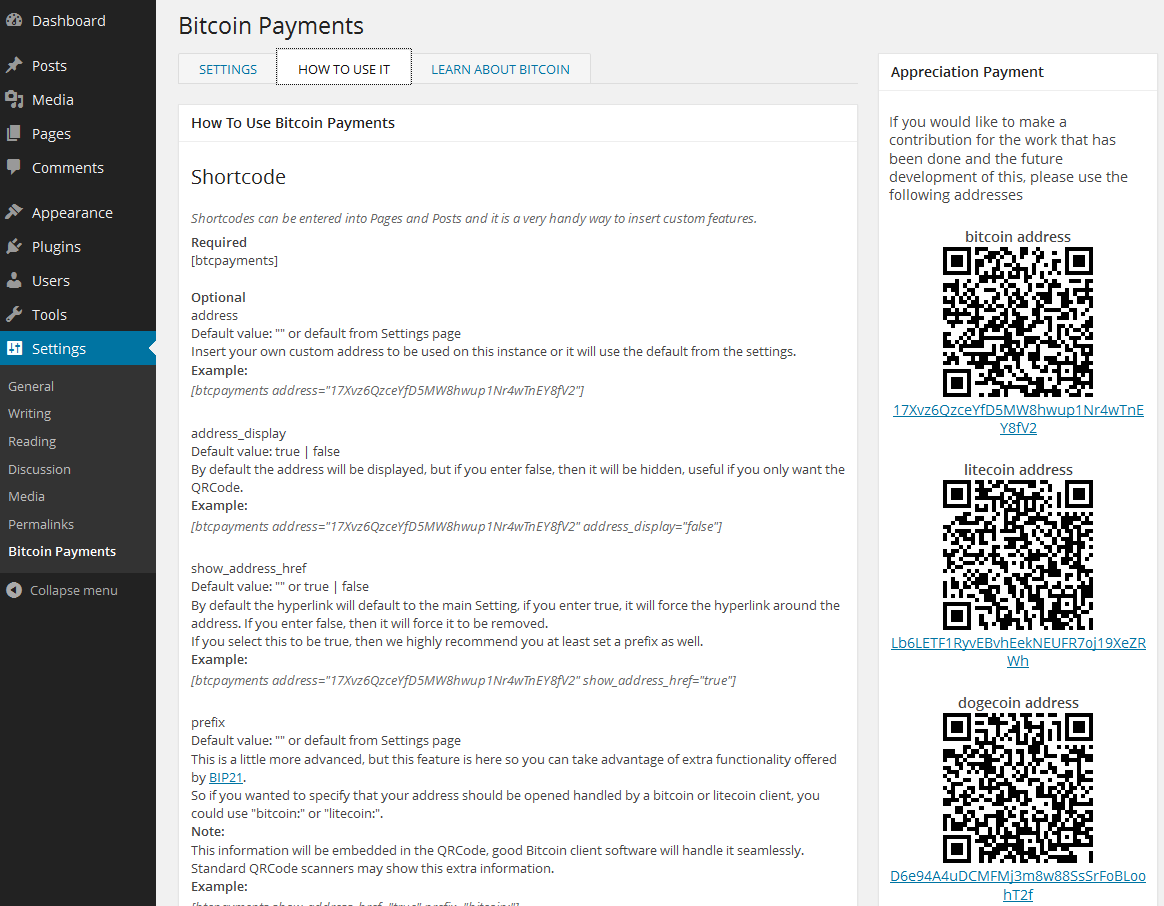 Dashboard
Posts
Media
Pages
Comments
Appearance
Plugins
Users
Tools
Settings
General
Writing
Reading
Discussion
Media
Permalinks
Bitcoin Payments
Collapse menu
Bitcoin Payments
SETTINGS
HOW TO USE IT
LEARN ABOUT BITCOIN
How To Use Bitcoin Payments
Shortcode
Shortcodes can be entered into Pages and Posts and it is a very handy way to insert custom features.
Required
[btcpayments]
Optional
address
Default value: "" or default from Settings page
Insert your own custom address to be used on this instance or it will use the default from the settings.
Example:
[btcpayments address="17Xvz6QzceYfD5MW8hwup1Nr4wTnEY8fV2"]
address_display
Default value: true | false
By default the address will be displayed, but if you enter false, then it will be hidden, useful if you only want the
QRCode.
Example:
[btcpayments address="17Xvz6QzceYfD5MW8hwup1Nr4wTnEY8fV2" address_display="false"]
show_address_href
Default value: "" or true | false
By default the hyperlink will default to the main Setting, if you enter true, it will force the hyperlink around the
address. If you enter false, then it will force it to be removed.
If you select this to be true, then we highly recommend you at least set a prefix as well.
Example:
[btcpayments address="17Xvz6QzceYfD5MW8hwup1Nr4wTnEY8fV2" show_address_href="true"]
prefix
Default value: "" or default from Settings page
This is a little more advanced, but this feature is here so you can take advantage of extra functionality offered
by BIP21.
So if you wanted to specify that your address should be opened handled by a bitcoin or litecoin client, you
could use "bitcoin:" or "litecoin:".
Note:
This information will be embedded in the QRCode, good Bitcoin client software will handle it seamlessly.
Standard QRCode scanners may show this extra information.
Example:
[btcpayments show_address_href="true" prefix="bitcoin:"]
Appreciation Payment
If you would like to make a
contribution for the work that has
been done and the future
development of this, please use the
following addresses
bitcoin address
17Xvz6QzceYfD5MW8hwup1Nr4wTnE
Y8fV2
litecoin address
Lb6LETF1RyvEBvhEekNEUFR7oj19XeZR
Wh
dogecoin address
D6e94A4uDCMFMj3m8w88SsSrFoBLoo
hT2f